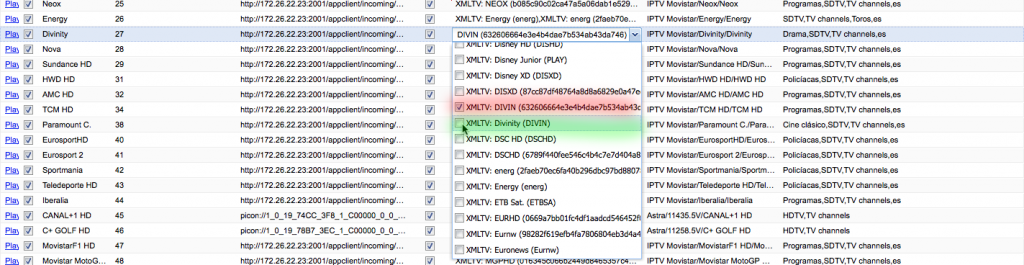 Play Neox 25 http://172.26.22.23:2001/appclient/incoming/... XMLTV: NEOX (b085c90c02ca47a5a06dab1e529... IPTV Movistar/Neox/Neox Programas,SDTV,TV channels,es
Play Energy 26 http://172.26.22.23:2001/appclient/incoming/... XMLTV: Energy (energ),XMLTV: energ (2faeb70e... IPTV Movistar/Energy/Energy SDTV,TV channels,Toros,es
Play Divinity 27 http://172.26.22.23:2001/appclient/incoming/... DIVIN (632606664e3e4b4dae7b534ab43da746) IPTV Movistar/Divinity/Divinity Drama,SDTV,TV channels,es
Play Nova 28 http://172.26.22.23:2001/appclient/incoming/... XMLTV: Disney HD (DISHD) IPTV Movistar/Nova/Nova Programas,SDTV,TV channels,es
Play Sundance HD 29 http://172.26.22.23:2001/appclient/incoming/... XMLTV: Disney Junior (PLAY) IPTV Movistar/Sundance HD/Sun... Programas,SDTV,TV channels,es
Play HWD HD 31 http://172.26.22.23:2001/appclient/incoming/... XMLTV: Disney XD (DISXD) IPTV Movistar/HWD HD/HWD HD Policíacas,SDTV,TV channels,es
Play AMC HD 32 http://172.26.22.23:2001/appclient/incoming/... XMLTV: DISXD (87cc87df48764a8d8a6829e0a47e IPTV Movistar/AMC HD/AMC HD Programas,SDTV,TV channels,es
Play TCM HD 34 http://172.26.22.23:2001/appclient/incoming/... XMLTV: DIVIN (632606664e3e4b4dae7b534ab43d IPTV Movistar/TCM HD/TCM HD Programas,SDTV,TV channels,es
Play Paramount C. 38 http://172.26.22.23:2001/appclient/incoming/... XMLTV: Divinity (DIVIN) IPTV Movistar/Paramount C./Para... Cine clásico,SDTV,TV channels,es
Play EurosportHD 40 http://172.26.22.23:2001/appclient/incoming/... XMLTV: DSC HD (DSCHD) IPTV Movistar/EurosportHD/Euros... Programas,SDTV,TV channels,es
Play Eurosport 2 41 http://172.26.22.23:2001/appclient/incoming/... XMLTV: DSCHD (6789f440fee546c4b4c7e7d404a8 IPTV Movistar/Eurosport 2/Eurosp... Programas,SDTV,TV channels,es
Play Sportmania 42 http://172.26.22.23:2001/appclient/incoming/... XMLTV: energ (2faeb70ec6fa40b296dbc97bd8807 IPTV Movistar/Sportmania/Sport... Policíacas,SDTV,TV channels,es
Play Teledeporte HD 43 http://172.26.22.23:2001/appclient/incoming/... XMLTV: Energy (energ) IPTV Movistar/Teledeporte HD/Tel... Programas,SDTV,TV channels,es
Play Iberalia 44 http://172.26.22.23:2001/appclient/incoming/... XMLTV: ETB Sat. (ETBSA) IPTV Movistar/Iberalia/Iberalia Programas,SDTV,TV channels,es
Play CANAL+1 HD 45 picon://1_0_19_74CC_3F8_1_C00000_0_0_... XMLTV: EURHD (0669a7bb01fc4df1aadcd546452f Astra/11435.5V/CANAL+1 HD HDTV,TV channels
Play C+ GOLF HD 46 picon://1_0_19_78B7_3EC_1_C00000_0_0_... XMLTV: Eurnw (98282f619efb4fa7806804eb3d4a Astra/11258.5V/C+ GOLF HD HDTV,TV channels
Play MovistarF1 HD 47 http://172.26.22.23:2001/appclient/incoming/... XMLTV: Euronews (Eurnw) IPTV Movistar/MovistarF1 HD/Mo... Programas,SDTV,TV channels,es
Play Movistar MotoG... 48 http://172.26.22.23:2001/appclient/incoming/... XMLTV: MGPHD IPTV Movistar/Movistar MotoGP ... Programas,SDTV,TV channels,es